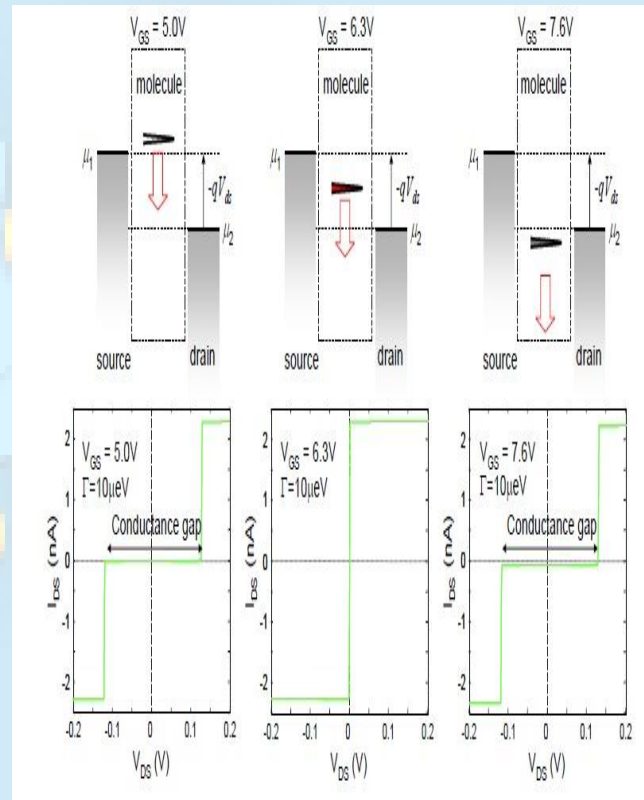 V_GS = 5.0V
molecule
μ₁
-qV_ds
μ₂
source
drain
V_GS = 6.3V
molecule
μ₁
-qV_ds
μ₂
source
drain
V_GS = 7.6V
molecule
μ₁
-qV_ds
μ₂
source
drain
I_DS (nA)
2
1
0
-1
-2
V_GS = 5.0V
Γ=10μeV
Conductance gap
-0.2 -0.1 0 0.1 0.2
V_DS (V)
I_DS (nA)
2
1
0
-1
-2
V_GS = 6.3V
Γ=10μeV
-0.2 -0.1 0 0.1 0.2
V_DS (V)
I_DS (nA)
2
1
0
-1
-2
V_GS = 7.6V
Γ=10μeV
Conductance gap
-0.2 -0.1 0 0.1 0.2
V_DS (V)